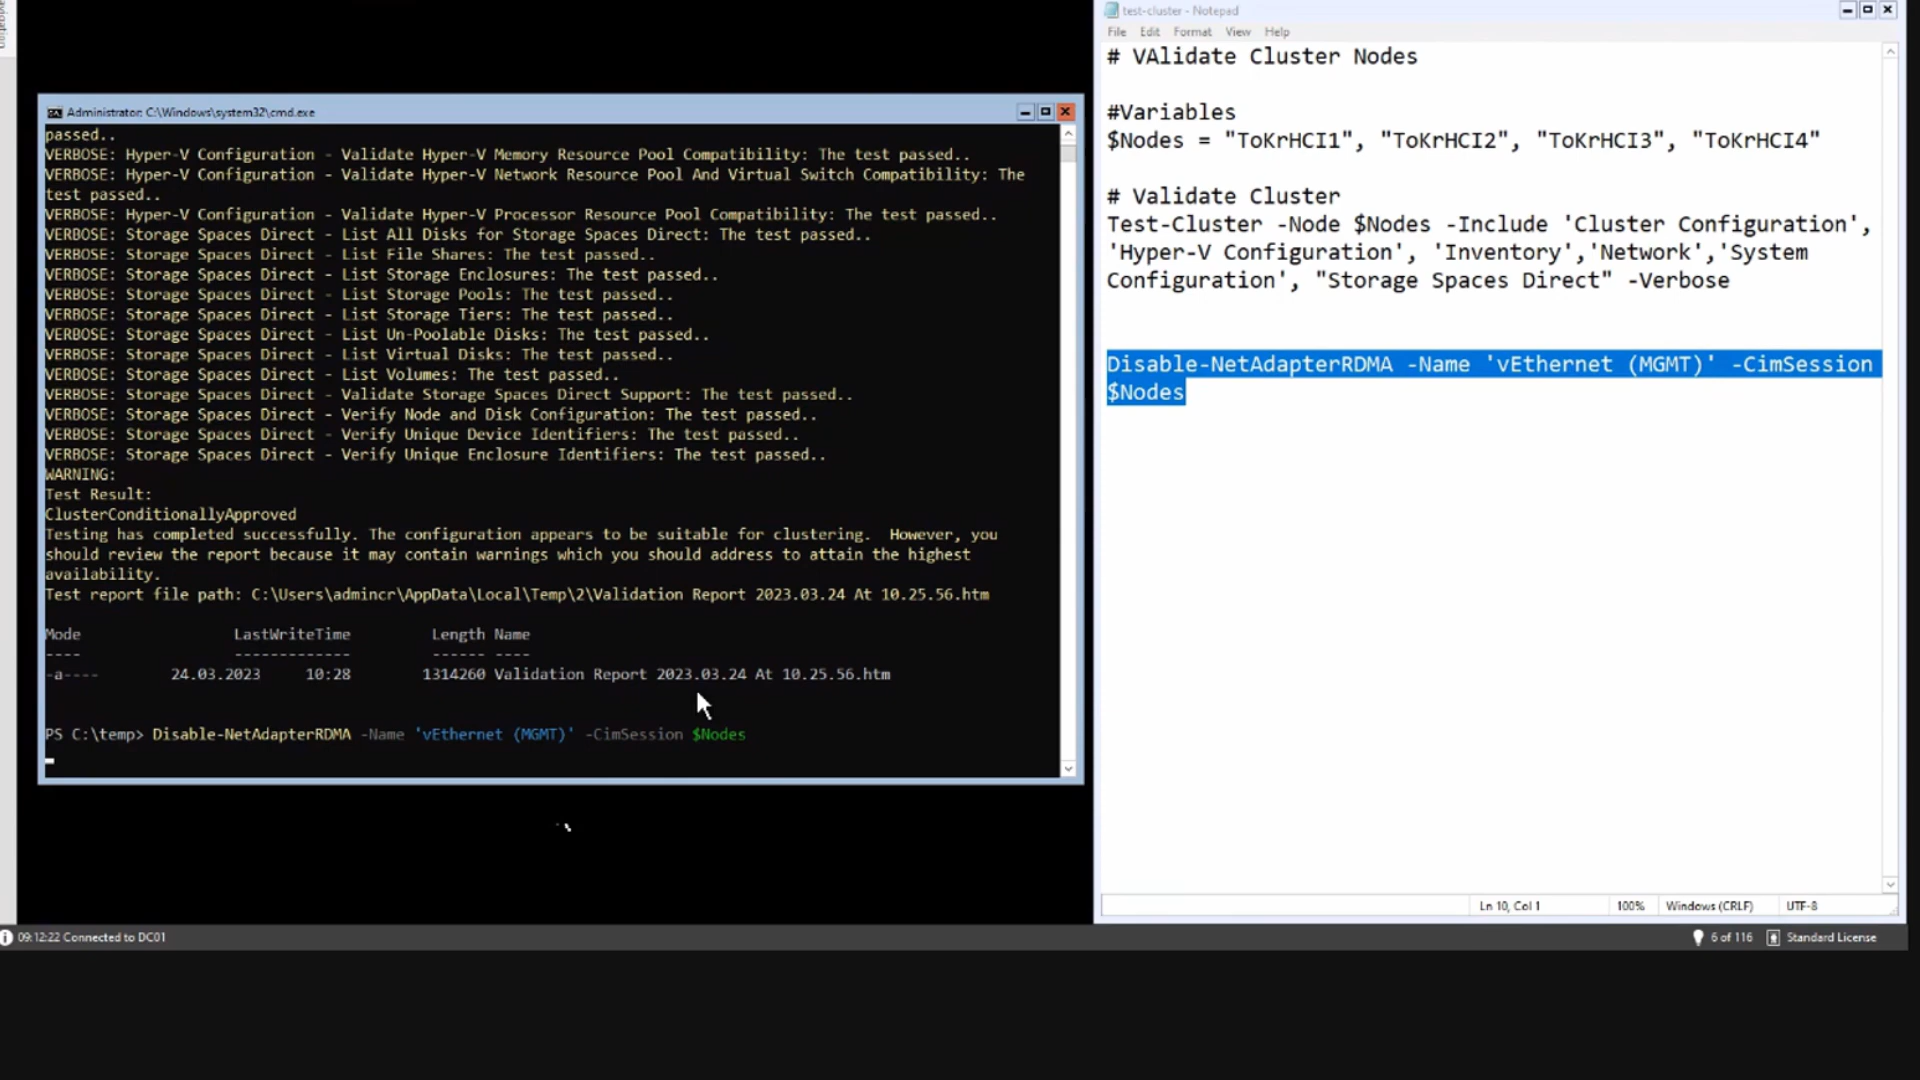 Administrator: C:\Windows\system32\cmd.exe
passed..
VERBOSE: Hyper-V Configuration - Validate Hyper-V Memory Resource Pool Compatibility: The test passed..
VERBOSE: Hyper-V Configuration - Validate Hyper-V Network Resource Pool And Virtual Switch Compatibility: The
test passed..
VERBOSE: Hyper-V Configuration - Validate Hyper-V Processor Resource Pool Compatibility: The test passed..
VERBOSE: Storage Spaces Direct - List All Disks for Storage Spaces Direct: The test passed..
VERBOSE: Storage Spaces Direct - List File Shares: The test passed..
VERBOSE: Storage Spaces Direct - List Storage Enclosures: The test passed..
VERBOSE: Storage Spaces Direct - List Storage Pools: The test passed..
VERBOSE: Storage Spaces Direct - List Storage Tiers: The test passed..
VERBOSE: Storage Spaces Direct - List Un-Poolable Disks: The test passed..
VERBOSE: Storage Spaces Direct - List Virtual Disks: The test passed..
VERBOSE: Storage Spaces Direct - List Volumes: The test passed..
VERBOSE: Storage Spaces Direct - Validate Storage Spaces Direct Support: The test passed..
VERBOSE: Storage Spaces Direct - Verify Node and Disk Configuration: The test passed..
VERBOSE: Storage Spaces Direct - Verify Unique Device Identifiers: The test passed..
VERBOSE: Storage Spaces Direct - Verify Unique Enclosure Identifiers: The test passed..
WARNING:
Test Result:
ClusterConditionallyApproved
Testing has completed successfully. The configuration appears to be suitable for clustering.  However, you
should review the report because it may contain warnings which you should address to attain the highest
availability.
Test report file path: C:\Users\admincr\AppData\Local\Temp\2\Validation Report 2023.03.24 At 10.25.56.htm
Mode LastWriteTime Length Name
---- ------------- ------ ----
-a---- 24.03.2023 10:28 1314260 Validation Report 2023.03.24 At 10.25.56.htm
PS C:\temp> Disable-NetAdapterRDMA -Name 'vEthernet (MGMT)' -CimSession $Nodes
test-cluster - Notepad
File Edit Format View Help
# VAlidate Cluster Nodes
#Variables
$Nodes = "ToKrHCI1", "ToKrHCI2", "ToKrHCI3", "ToKrHCI4"
# Validate Cluster
Test-Cluster -Node $Nodes -Include 'Cluster Configuration',
'Hyper-V Configuration', 'Inventory','Network','System
Configuration', "Storage Spaces Direct" -Verbose
Disable-NetAdapterRDMA -Name 'vEthernet (MGMT)' -CimSession
$Nodes
Ln 10, Col 1 100% Windows (CRLF) UTF-8
09:12:22 Connected to DC01
6 of 116 Standard License